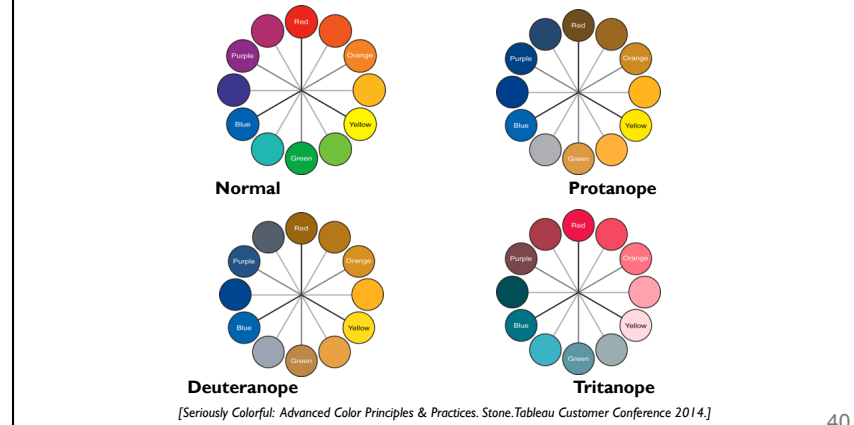 Red
Orange
Yellow
Green
Blue
Purple
Normal
Red
Orange
Yellow
Green
Blue
Purple
Protanope
Red
Orange
Yellow
Green
Blue
Purple
Deuteranope
Red
Orange
Yellow
Green
Blue
Purple
Tritanope
[Seriously Colorful: Advanced Color Principles & Practices. Stone.Tableau Customer Conference 2014.]
40